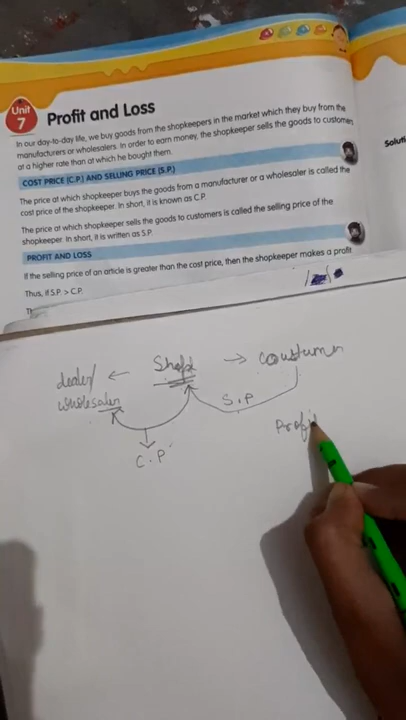 Unit
7
Profit and Loss
In our day-to-day life, we buy goods from the shopkeepers in the market which they buy from the
manufacturers or wholesalers. In order to earn money, the shopkeeper sells the goods to customers
at a higher rate than at which he bought them.
COST PRICE (C.P.) AND SELLING PRICE (S.P.)
The price at which shopkeeper buys the goods from a manufacturer or a wholesaler is called the
cost price of the shopkeeper. In short, it is known as C.P.
The price at which shopkeeper sells the goods to customers is called the selling price of the
shopkeeper. In short, it is written as S.P.
PROFIT AND LOSS
If the selling price of an article is greater than the cost price, then the shopkeeper makes a profit
Thus, if S.P. > C.P.
Soluti
dealer/ ← → 
wholesaler
S.P
C.P
Profi